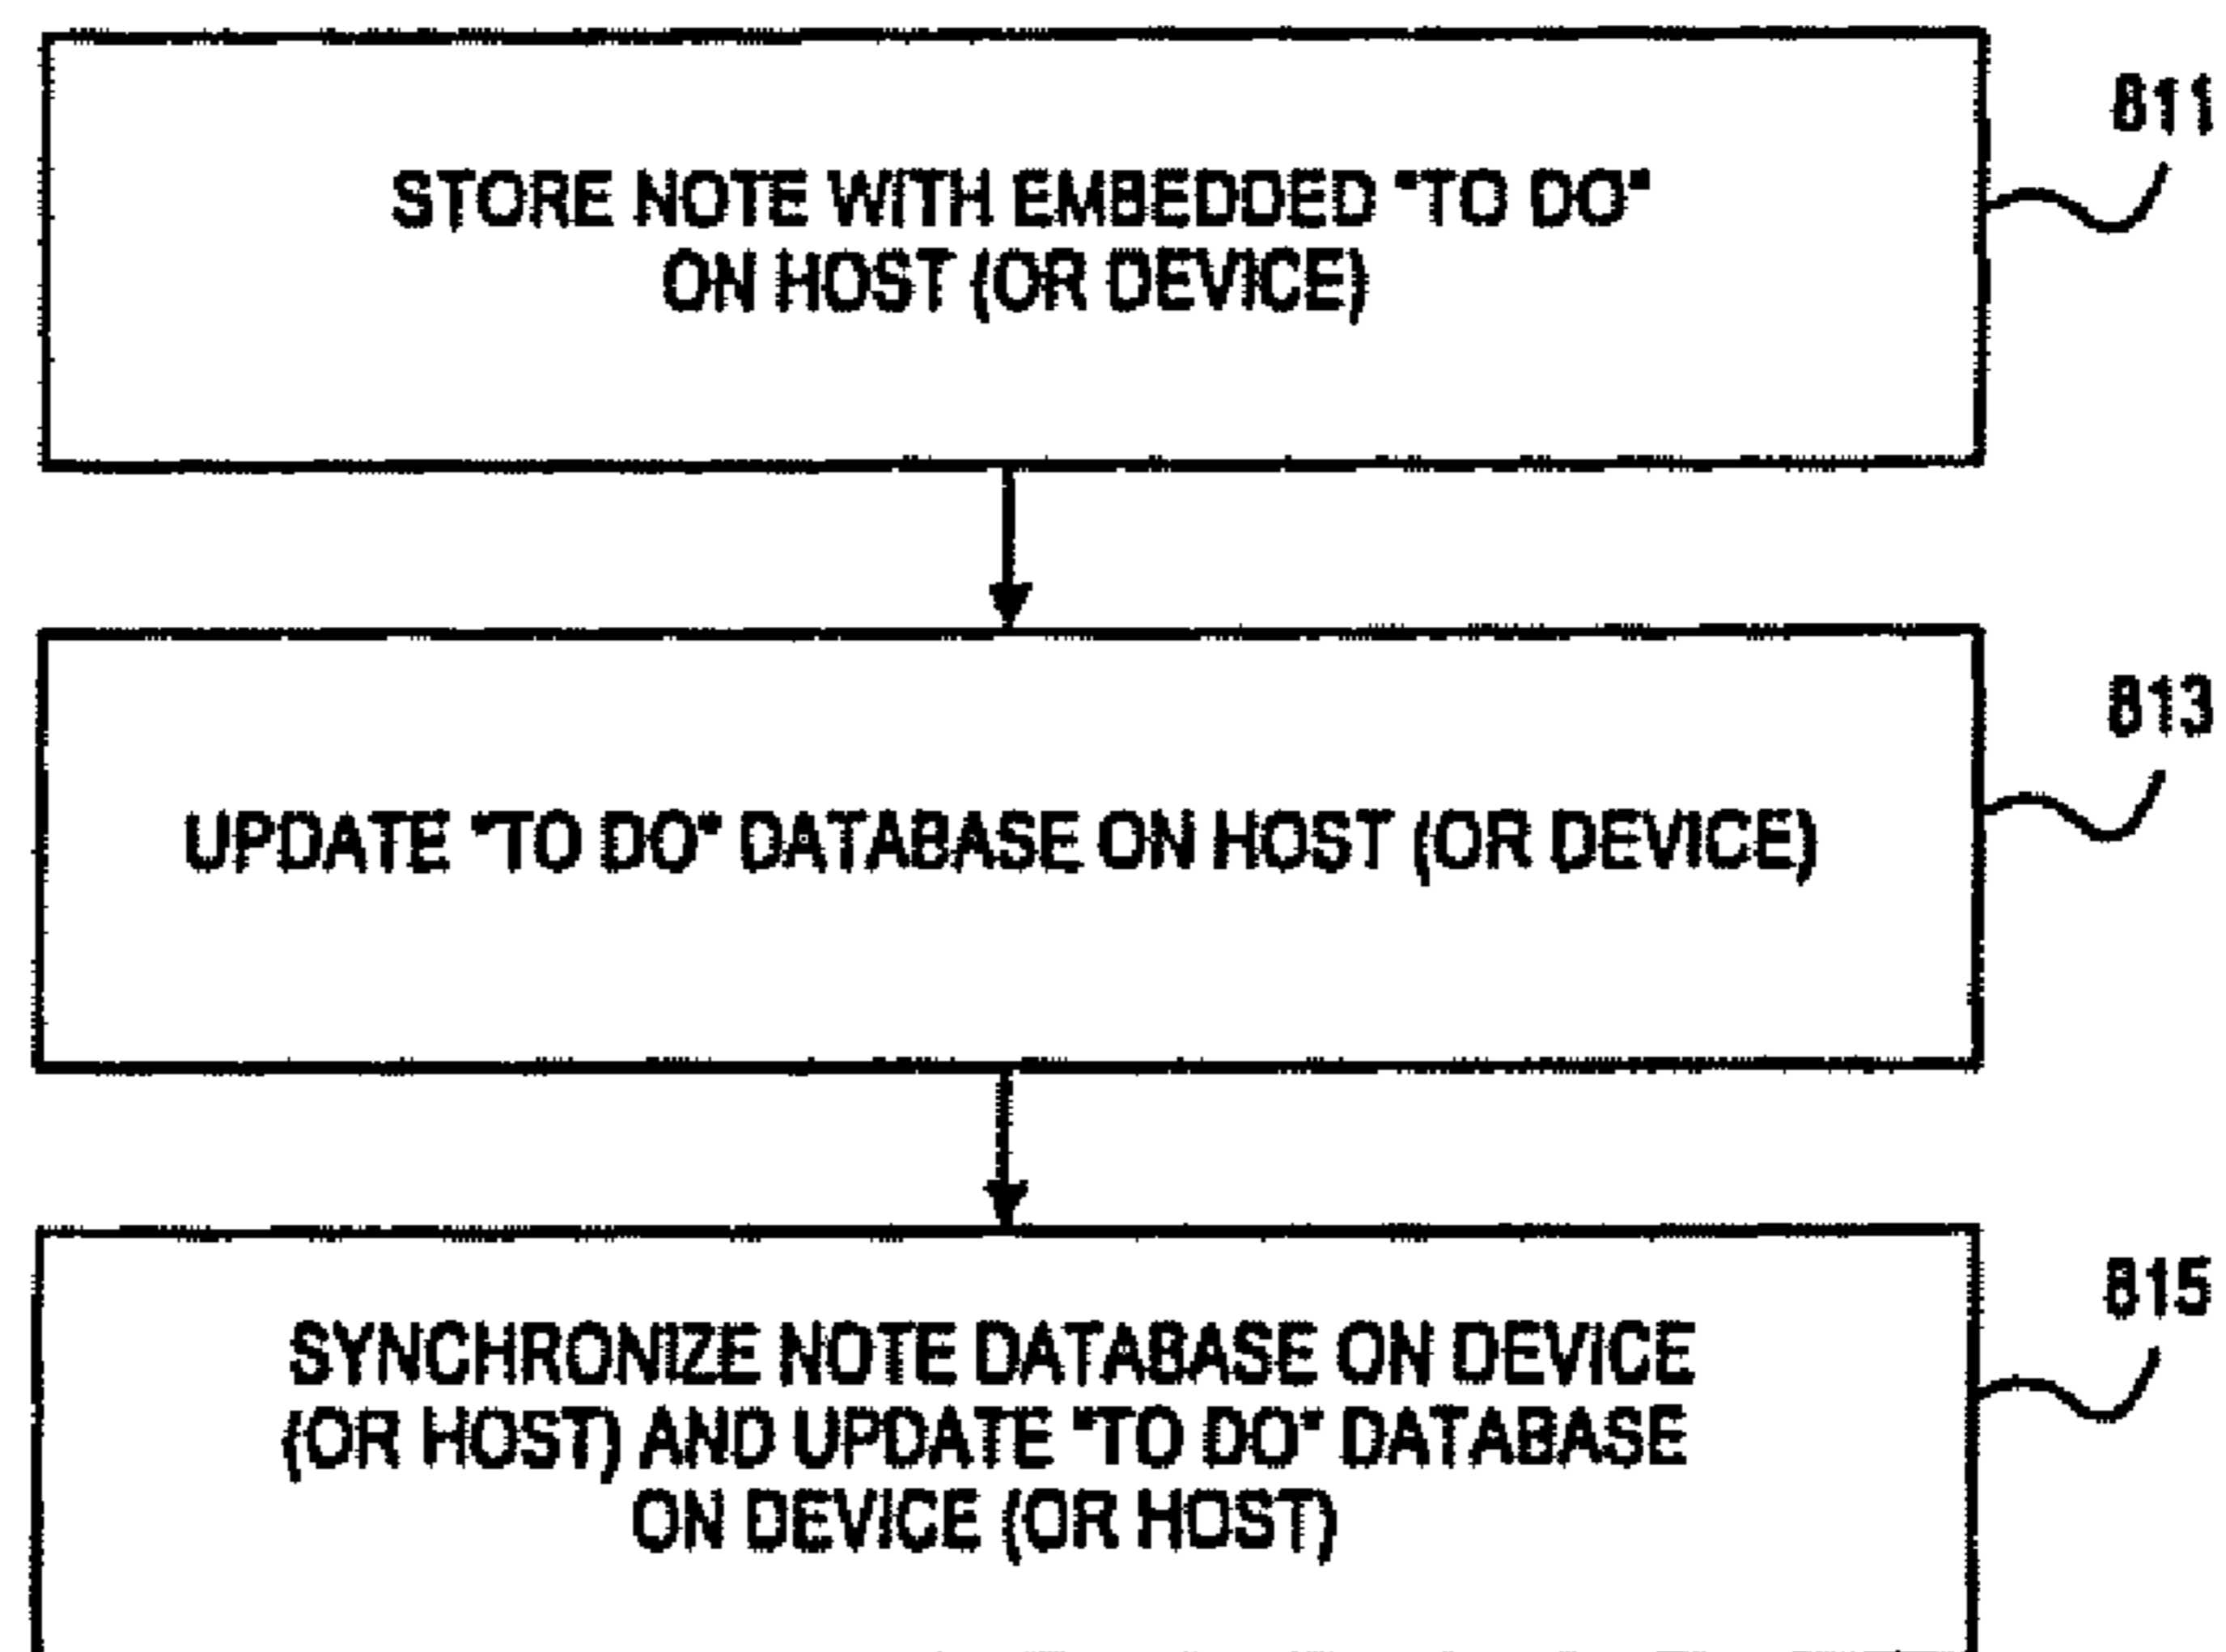 811
STORE NOTE WITH EMBEDDED "TO DO"
ON HOST (OR DEVICE)
813
UPDATE "TO DO" DATABASE ON HOST (OR DEVICE)
815
SYNCHRONIZE NOTE DATABASE ON DEVICE
(OR HOST) AND UPDATE "TO DO" DATABASE
ON DEVICE (OR HOST)